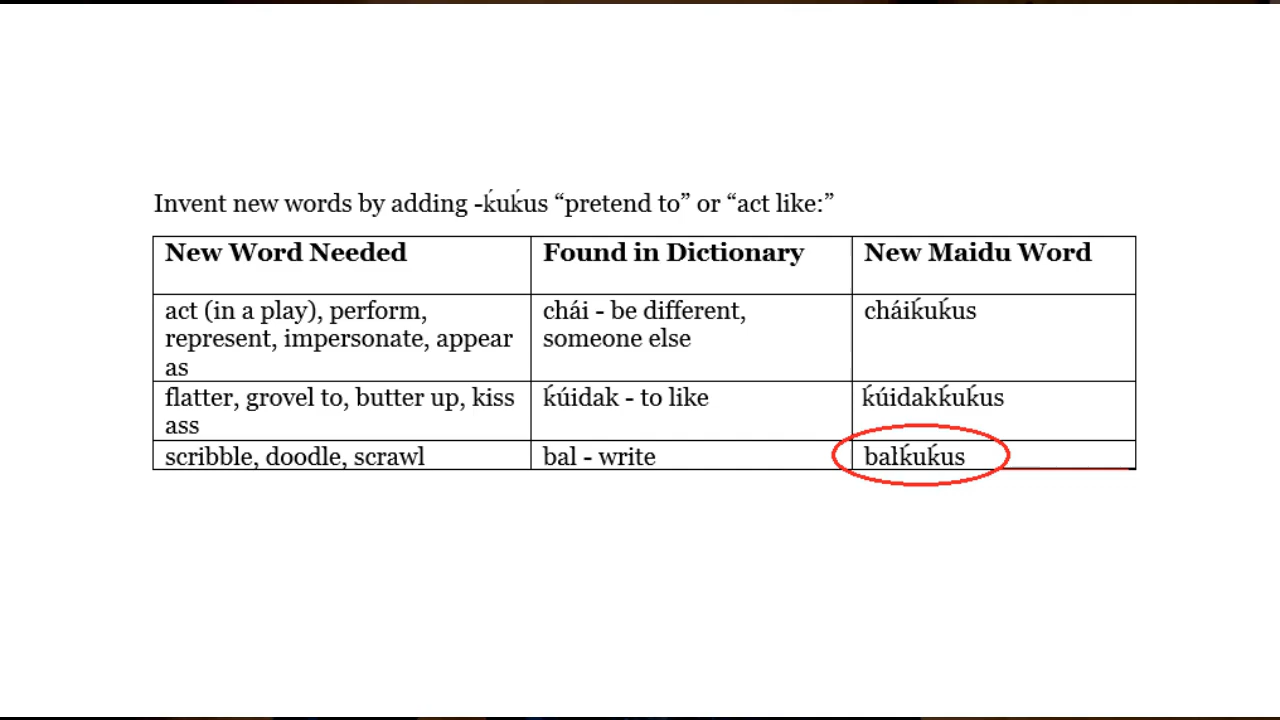 Invent new words by adding -ḱuḱus “pretend to” or “act like:”
New Word Needed Found in Dictionary New Maidu Word
act (in a play), perform, chái - be different, cháiḱuḱus
represent, impersonate, appear someone else
as
flatter, grovel to, butter up, kiss ḱúidak - to like ḱúidakḱuḱus
ass
scribble, doodle, scrawl bal - write balḱuḱus